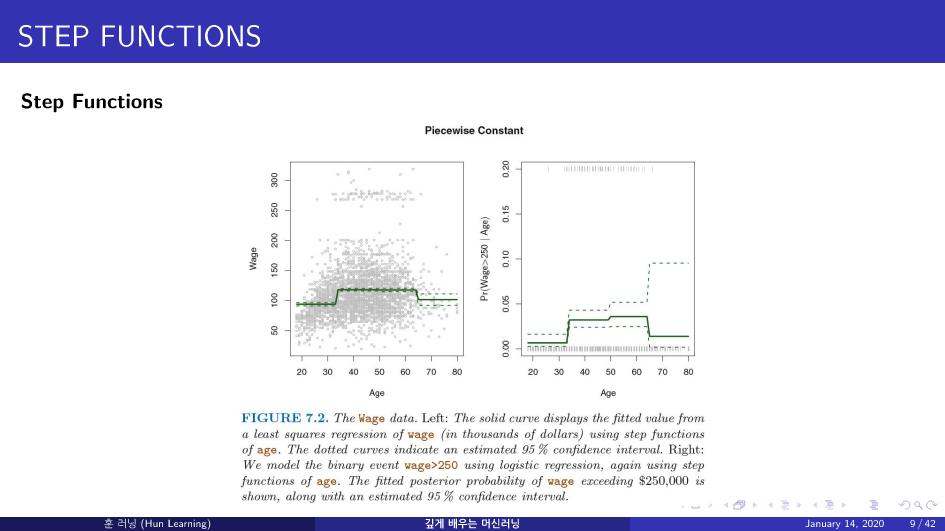 STEP FUNCTIONS
Step Functions
Piecewise Constant
Wage
50 100 150 200 250 300
20 30 40 50 60 70 80
Age
Pr(Wage>250 | Age)
0.00 0.05 0.10 0.15 0.20
20 30 40 50 60 70 80
Age
FIGURE 7.2. The Wage data. Left: The solid curve displays the fitted value from
a least squares regression of wage (in thousands of dollars) using step functions
of age. The dotted curves indicate an estimated 95 % confidence interval. Right:
We model the binary event wage>250 using logistic regression, again using step
functions of age. The fitted posterior probability of wage exceeding $250,000 is
shown, along with an estimated 95 % confidence interval.
훈 러닝 (Hun Learning) 깊게 배우는 머신러닝 January 14, 2020 9 / 42